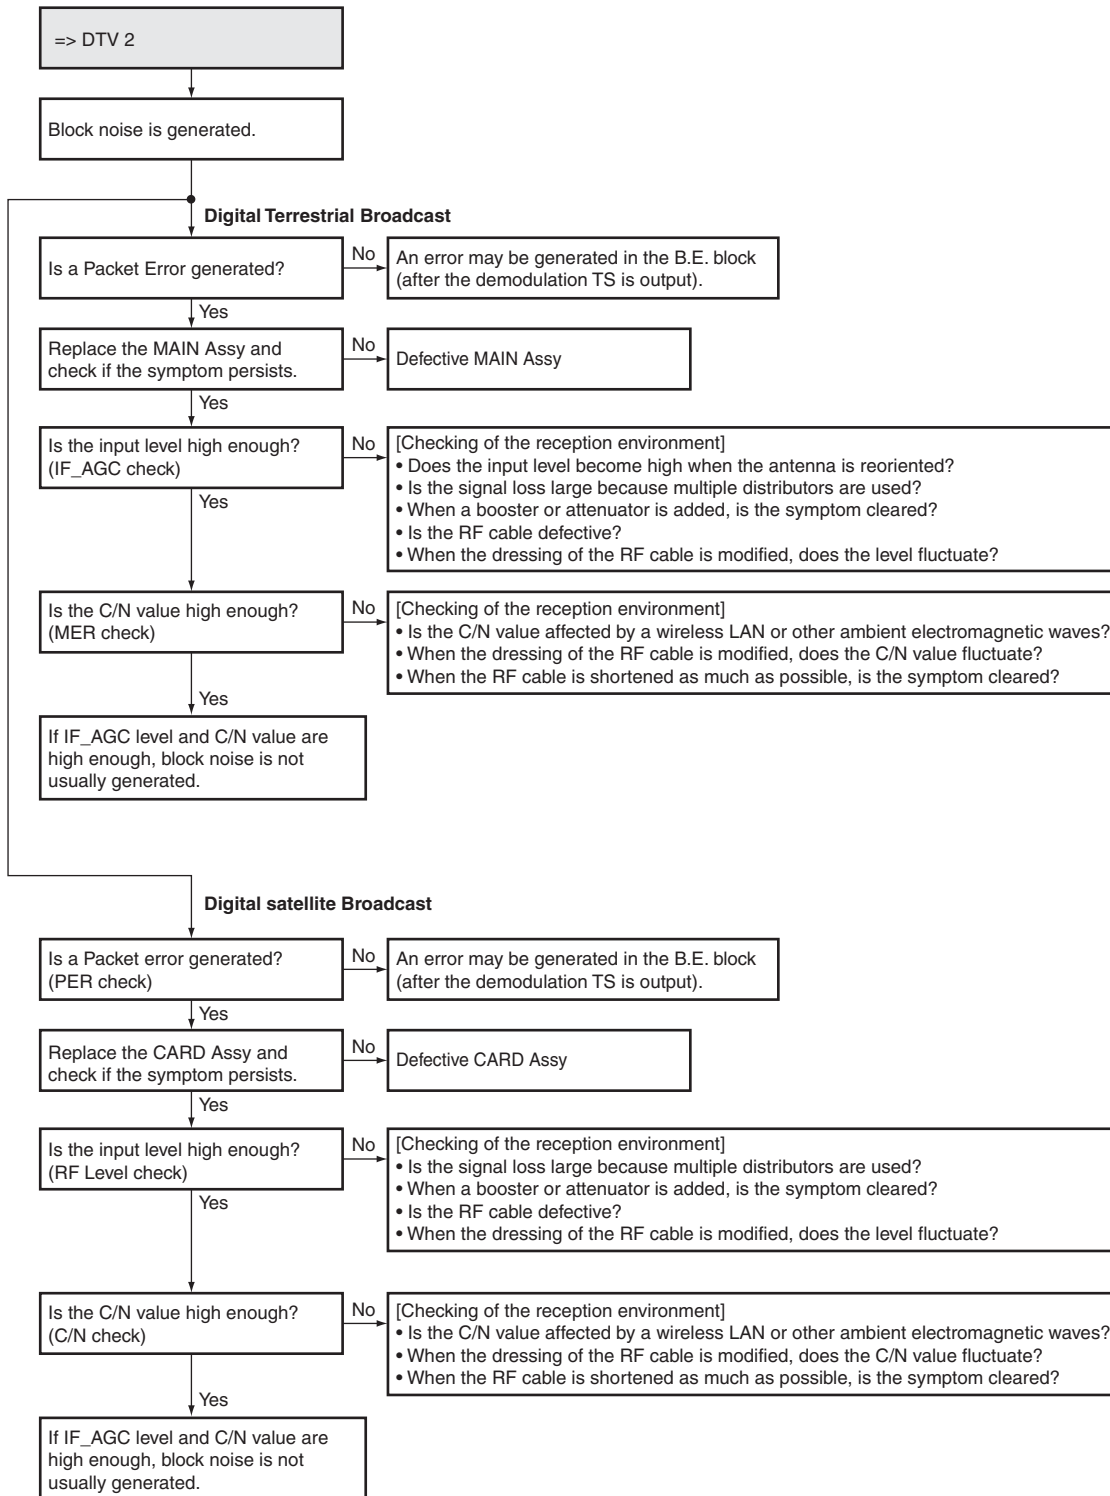 => DTV 2
Block noise is generated.
Digital Terrestrial Broadcast
Is a Packet Error generated?
No
An error may be generated in the B.E. block
(after the demodulation TS is output).
Yes
Replace the MAIN Assy and
check if the symptom persists.
No
Defective MAIN Assy
Yes
Is the input level high enough?
(IF_AGC check)
No
[Checking of the reception environment]
• Does the input level become high when the antenna is reoriented?
• Is the signal loss large because multiple distributors are used?
• When a booster or attenuator is added, is the symptom cleared?
• Is the RF cable defective?
• When the dressing of the RF cable is modified, does the level fluctuate?
Yes
Is the C/N value high enough?
(MER check)
No
[Checking of the reception environment]
• Is the C/N value affected by a wireless LAN or other ambient electromagnetic waves?
• When the dressing of the RF cable is modified, does the C/N value fluctuate?
• When the RF cable is shortened as much as possible, is the symptom cleared?
Yes
If IF_AGC level and C/N value are
high enough, block noise is not
usually generated.
Digital satellite Broadcast
Is a Packet error generated?
(PER check)
No
An error may be generated in the B.E. block
(after the demodulation TS is output).
Yes
Replace the CARD Assy and
check if the symptom persists.
No
Defective CARD Assy
Yes
Is the input level high enough?
(RF Level check)
No
[Checking of the reception environment]
• Is the signal loss large because multiple distributors are used?
• When a booster or attenuator is added, is the symptom cleared?
• Is the RF cable defective?
• When the dressing of the RF cable is modified, does the level fluctuate?
Yes
Is the C/N value high enough?
(C/N check)
No
[Checking of the reception environment]
• Is the C/N value affected by a wireless LAN or other ambient electromagnetic waves?
• When the dressing of the RF cable is modified, does the C/N value fluctuate?
• When the RF cable is shortened as much as possible, is the symptom cleared?
Yes
If IF_AGC level and C/N value are
high enough, block noise is not
usually generated.